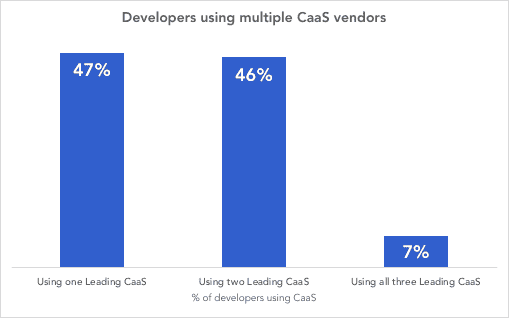 Developers using multiple CaaS vendors
47%
46%
7%
Using one Leading CaaS
Using two Leading CaaS
Using all three Leading CaaS
% of developers using CaaS